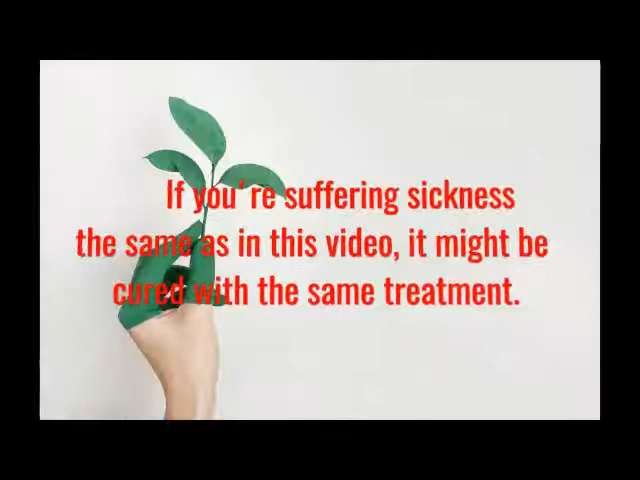 If you're suffering sickness
the same as in this video, it might be
cured with the same treatment.